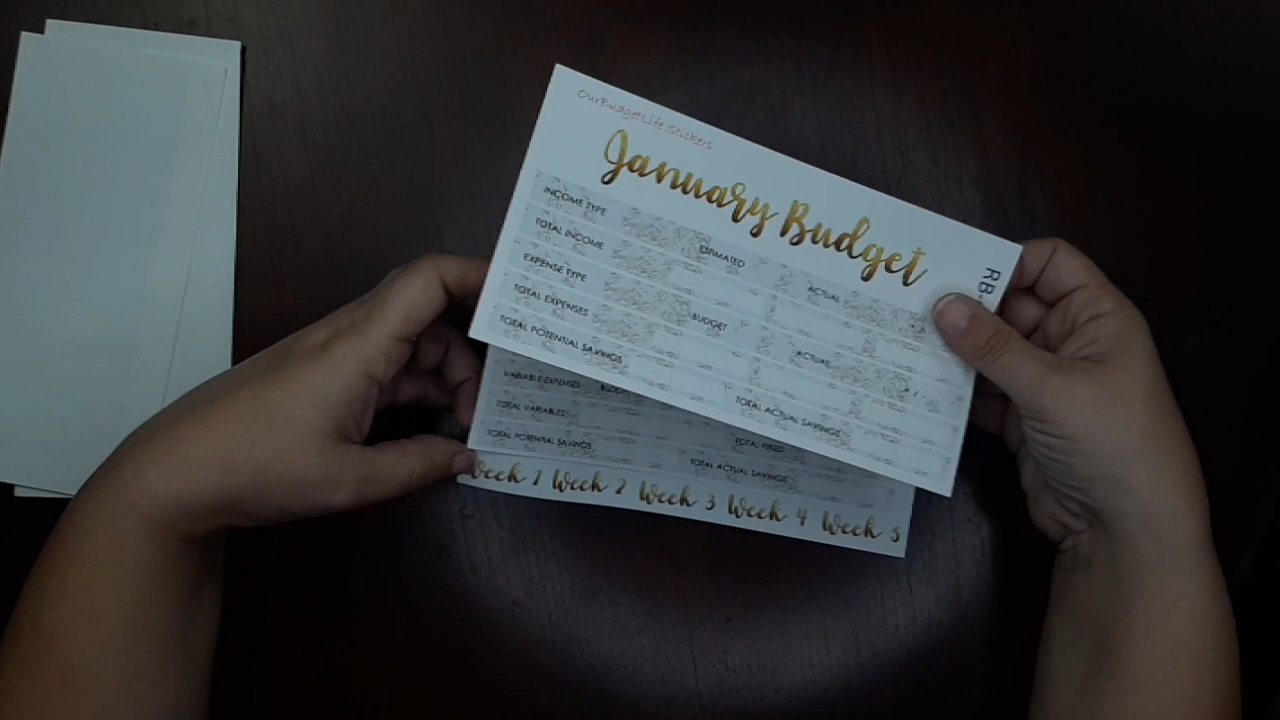 OurBudgetLife Stickers
January Budget
RB
INCOME TYPE ESTIMATED ACTUAL
TOTAL INCOME
EXPENSE TYPE BUDGET ACTUAL /
TOTAL EXPENSES
TOTAL POTENTIAL SAVINGS TOTAL ACTUAL SAVINGS
VARIABLE EXPENSES
TOTAL VARIABLES TOTAL FIXED
TOTAL POTENTIAL SAVINGS TOTAL ACTUAL SAVINGS
Week 1 Week 2 Week 3 Week 4 Week 5